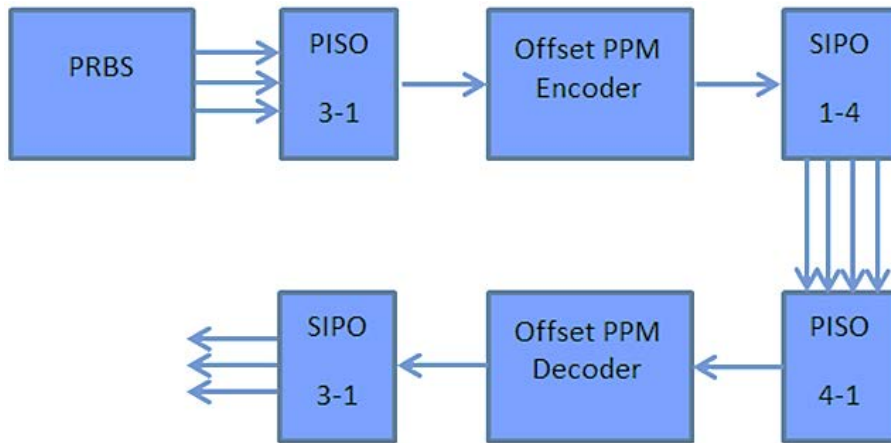 PRBS
PISO
3-1
Offset PPM
Encoder
SIPO
1-4
SIPO
3-1
Offset PPM
Decoder
PISO
4-1